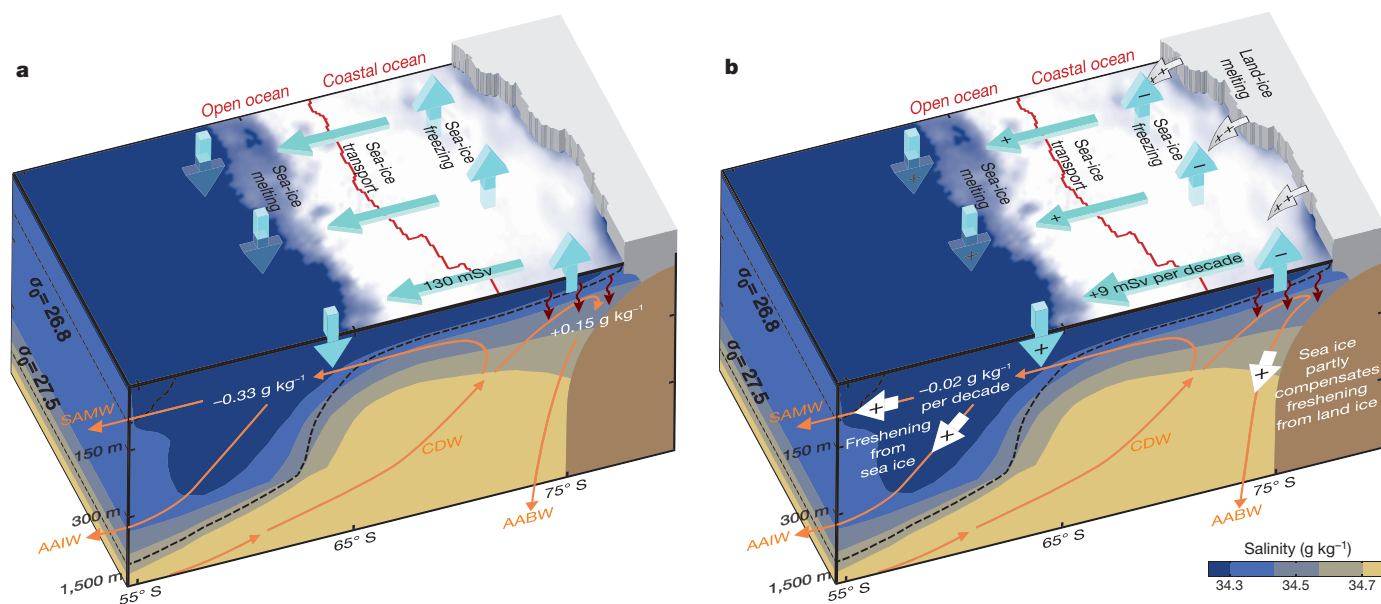 a
Open ocean
Coastal ocean
Sea-ice
melting
Sea-ice
transport
Sea-ice
freezing
130 mSv
σ₀= 26.8
σ₀= 27.5
+0.15 g kg⁻¹
−0.33 g kg⁻¹
SAMW
CDW
AABW
AAIW
150 m
300 m
1,500 m
55° S
65° S
75° S
b
Open ocean
Coastal ocean
Land-ice
melting
Sea-ice
melting
Sea-ice
transport
Sea-ice
freezing
+
+
+
+
+
−
−
−
++
++
++
+9 mSv per decade
σ₀= 26.8
σ₀= 27.5
−0.02 g kg⁻¹
per decade
+
+
+
Freshening
from
sea ice
Sea ice
partly
compensates
freshening
from land ice
SAMW
CDW
AABW
AAIW
150 m
300 m
1,500 m
55° S
65° S
75° S
Salinity (g kg⁻¹)
34.3 34.5 34.7